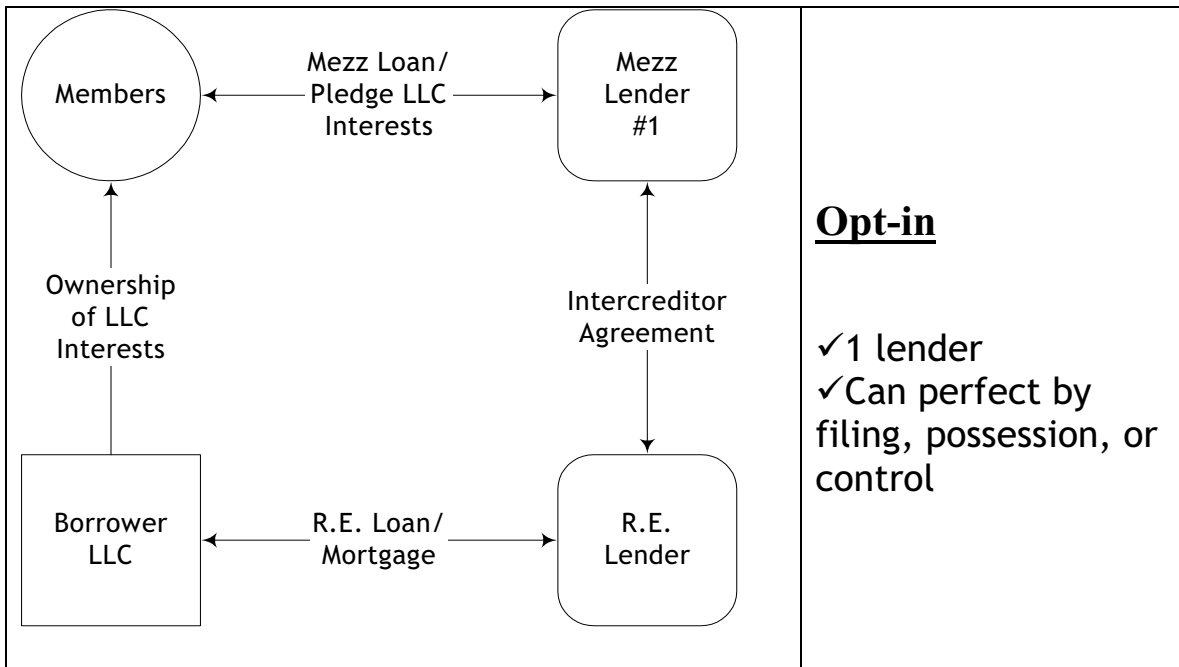 Members
Mezz Loan/
Pledge LLC
Interests
Mezz
Lender
#1
Ownership
of LLC
Interests
Intercreditor
Agreement
Borrower
LLC
R.E. Loan/
Mortgage
R.E.
Lender
Opt-in
✓1 lender
✓Can perfect by
filing, possession, or
control